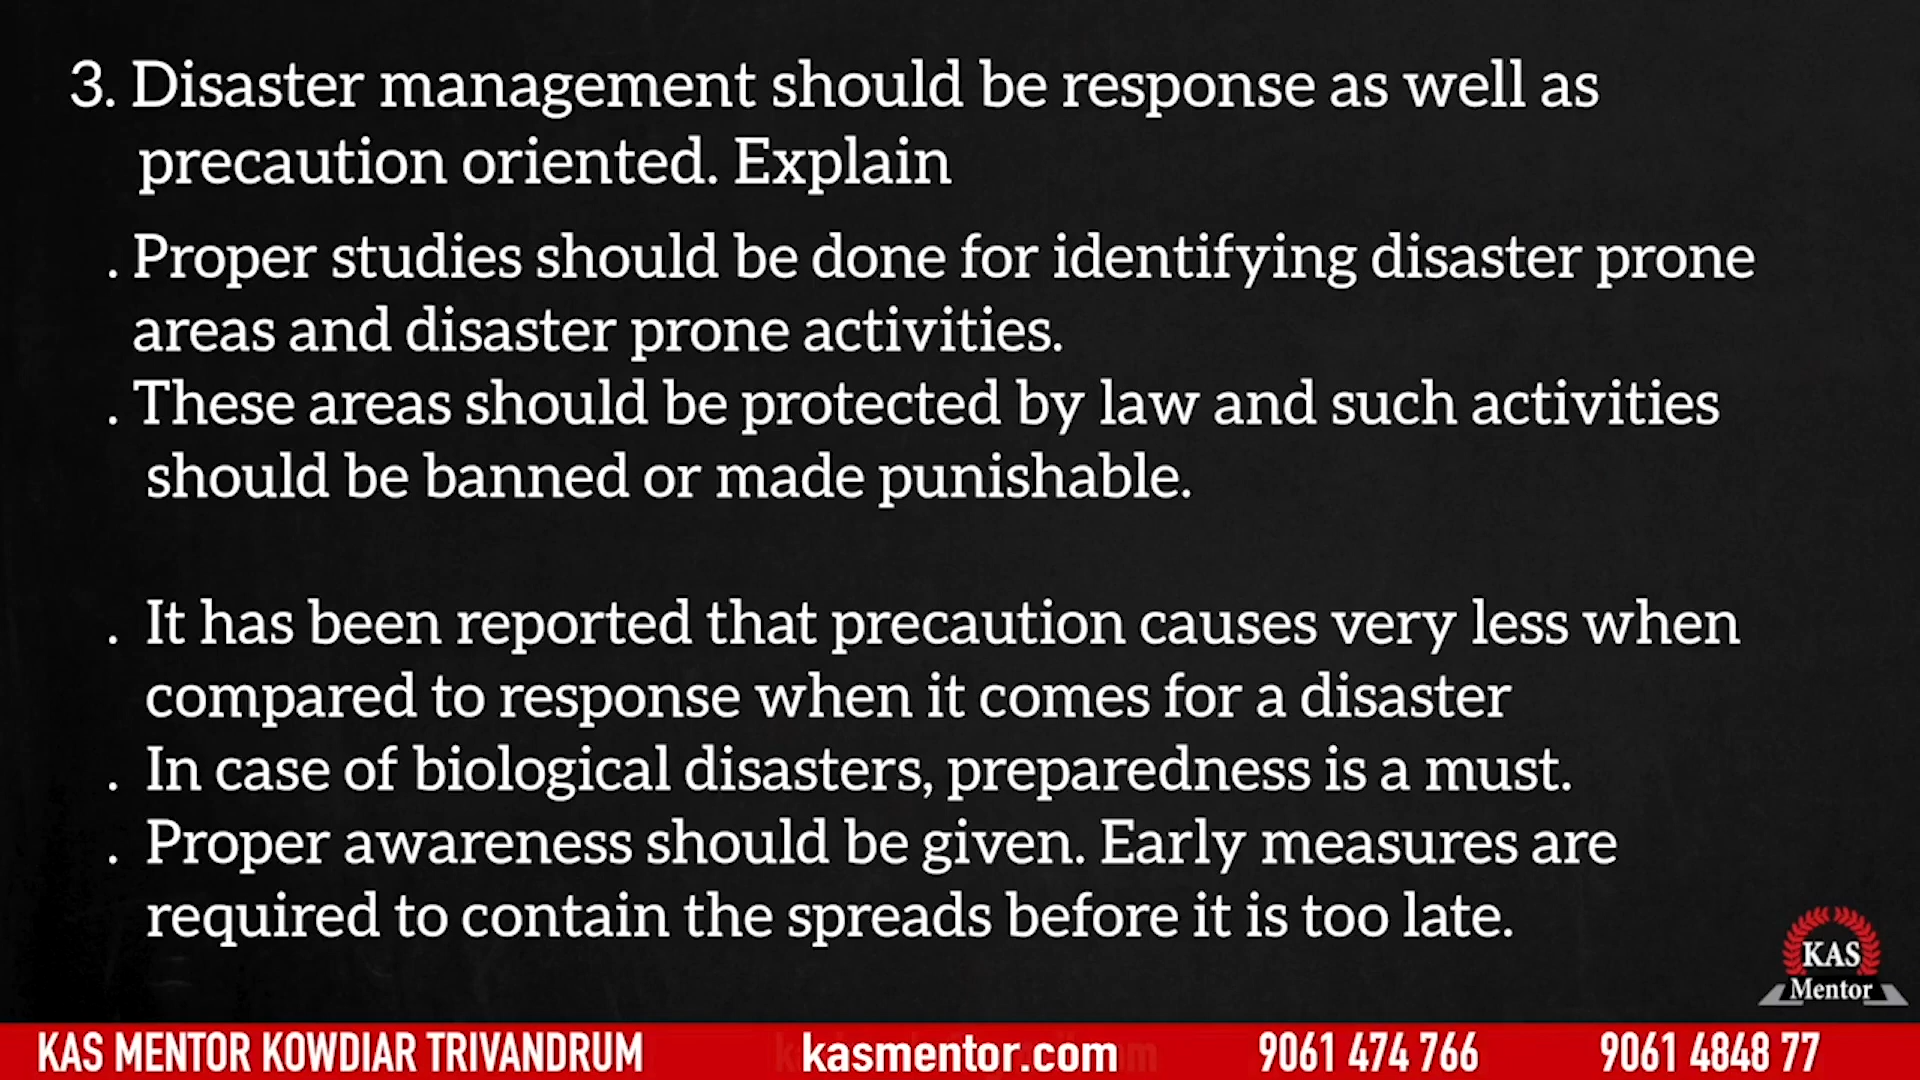 3. Disaster management should be response as well as
precaution oriented. Explain
. Proper studies should be done for identifying disaster prone
areas and disaster prone activities.
. These areas should be protected by law and such activities
should be banned or made punishable.
. It has been reported that precaution causes very less when
compared to response when it comes for a disaster
. In case of biological disasters, preparedness is a must.
. Proper awareness should be given. Early measures are
required to contain the spreads before it is too late.
KAS
Mentor
KAS MENTOR KOWDIAR TRIVANDRUM kasmentor.com 9061 474 766 9061 4848 77